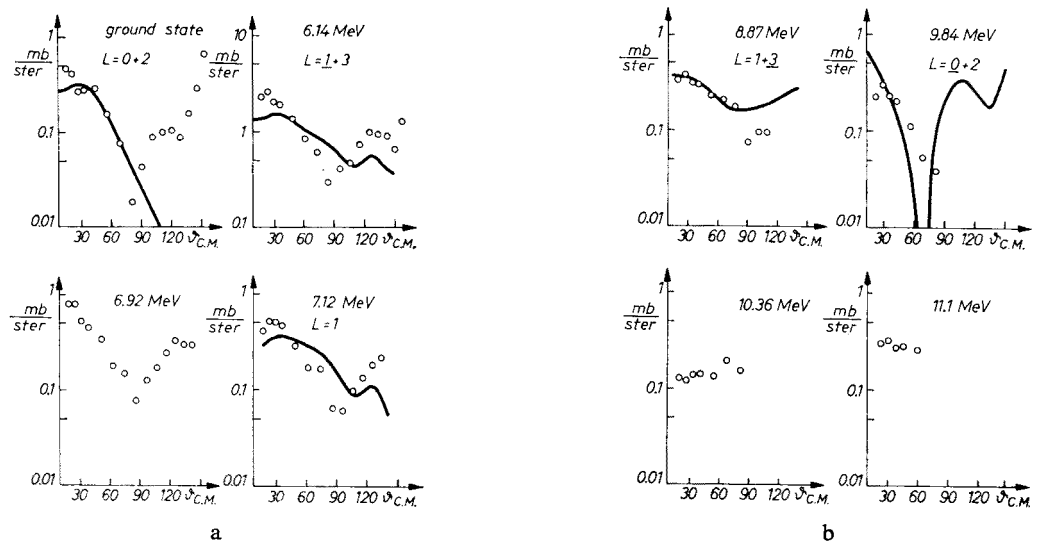 1
mb
ster
ground state
L=0+2
0.1
0.01
30 60 90 ϑC.M.
10
mb
ster
6.14 MeV
L=1+3
1
0.1
30 60 90 120 ϑC.M.
1
mb
ster
6.92 MeV
0.1
0.01
30 60 90 120 ϑC.M.
1
mb
ster
7.12 MeV
L=1
0.1
0.01
30 60 90 120 ϑC.M.
a
1
mb
ster
8.87 MeV
L=1+3
0.1
0.01
30 60 90 120 ϑC.M.
1
mb
ster
9.84 MeV
L=0+2
0.1
0.01
30 60 90 120 ϑC.M.
1
mb
ster
10.36 MeV
0.1
0.01
30 60 90 120 ϑC.M.
1
mb
ster
11.1 MeV
0.1
0.01
30 60 90 120 ϑC.M.
b